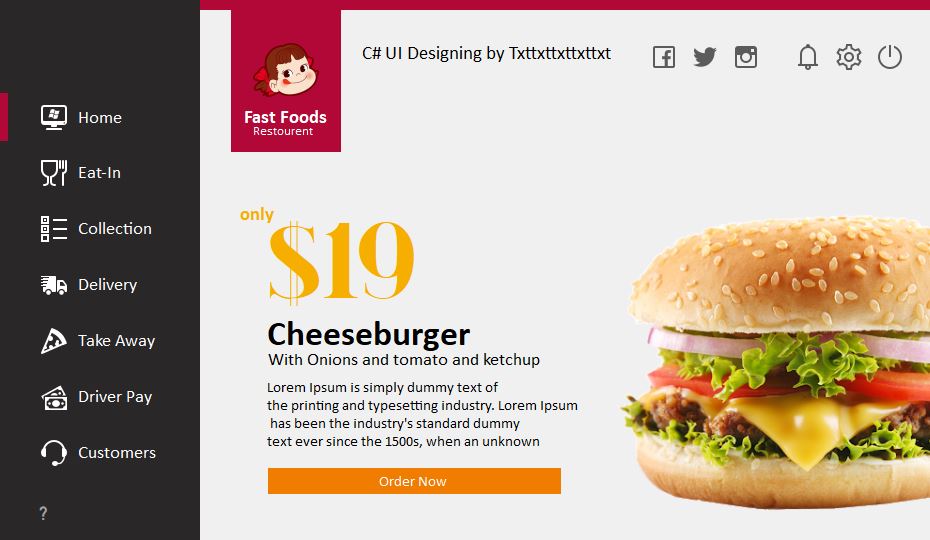 Home
Eat-In
Collection
Delivery
Take Away
Driver Pay
Customers
?
Fast Foods
Restourent
C# UI Designing by Txttxttxttxttxt
only
$19
Cheeseburger
With Onions and tomato and ketchup
Lorem Ipsum is simply dummy text of
the printing and typesetting industry. Lorem Ipsum
has been the industry's standard dummy
text ever since the 1500s, when an unknown
Order Now